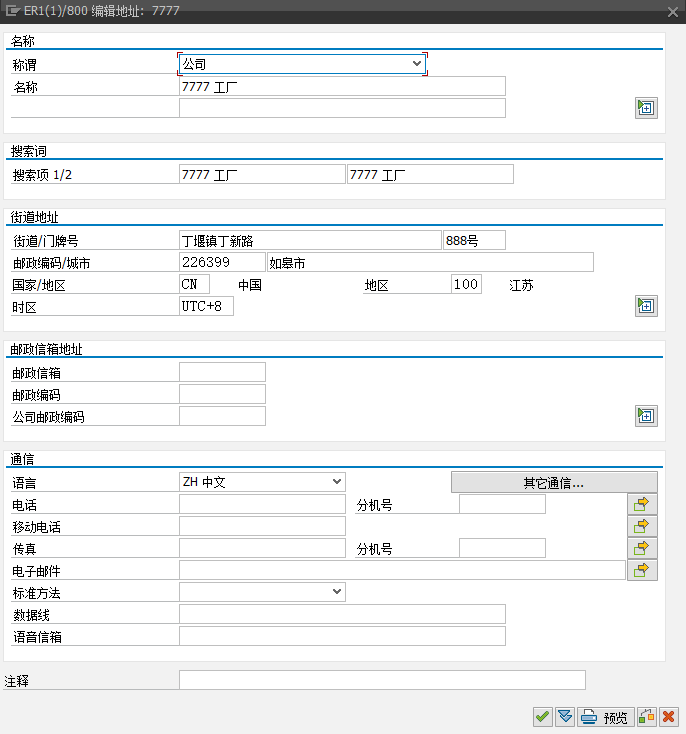 ER1(1)/800 编辑地址: 7777
名称
称谓 公司
名称 7777 工厂
搜索词
搜索项 1/2 7777 工厂 7777 工厂
街道地址
街道/门牌号 丁堰镇丁新路 888号
邮政编码/城市 226399 如皋市
国家/地区 CN 中国 地区 100 江苏
时区 UTC+8
邮政信箱地址
邮政信箱
邮政编码
公司邮政编码
通信
语言 ZH 中文 其它通信...
电话 分机号
移动电话
传真 分机号
电子邮件
标准方法
数据线
语音信箱
注释
预览